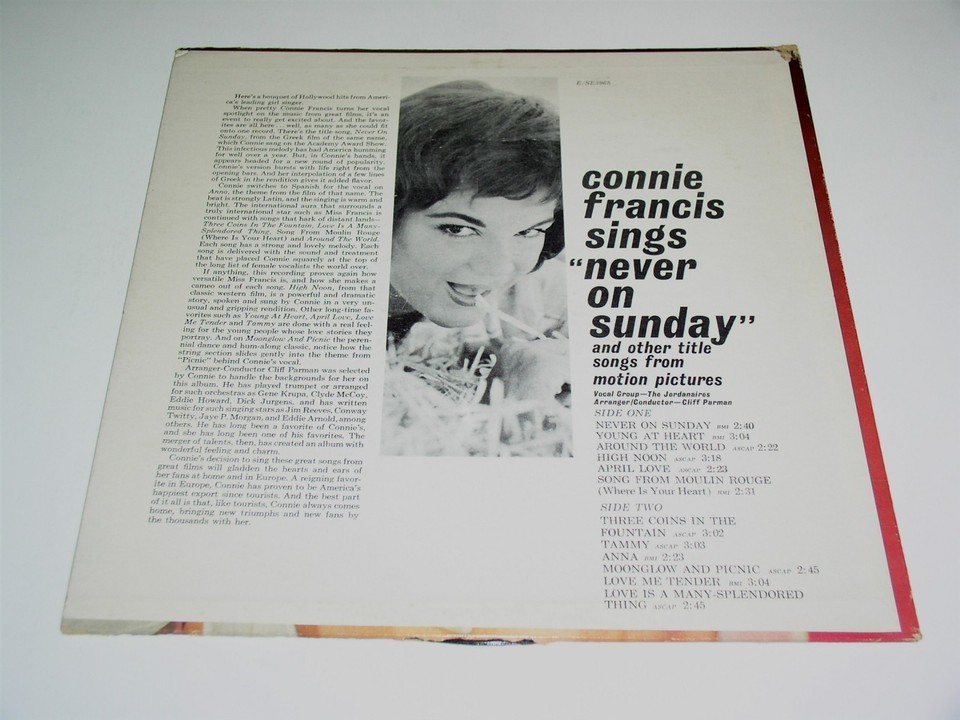 Here's a bouquet of Hollywood hits from Ameri-
ca's leading girl singer.
When pretty Connie Francis turns her vocal
spotlight on the music from great films, it's an
event to really get excited about. And the favor-
ites are all here . . . well, as many as she could fit
onto one record. There's the title song, Never On
Sunday, from the Greek film of the same name,
which Connie sang on the Academy Award Show.
This infectious melody has had America humming
for well over a year. But, in Connie's hands, it
appears headed for a new round of popularity.
Connie's version bursts with life right from the
opening bars. And her interpolation of a few lines
of Greek in the rendition gives it added flavor.
Connie switches to Spanish for the vocal on
Anna, the theme from the film of that name. The
beat is strongly Latin, and the singing is warm and
bright. The international aura that surrounds a
truly international star such as Miss Francis is
continued with songs that hark of distant lands—
Three Coins In The Fountain, Love Is A Many-
Splendored Thing, Song From Moulin Rouge
(Where Is Your Heart) and Around The World.
Each song has a strong and lovely melody. Each
song is delivered with the sound and treatment
that have placed Connie squarely at the top of
the long list of female vocalists the world over.
If anything, this recording proves again how
versatile Miss Francis is, and how she makes a
cameo out of each song. High Noon, from that
classic western film, is a powerful and dramatic
story, spoken and sung by Connie in a very un-
usual and gripping rendition. Other long-time fa-
vorites such as Young At Heart, April Love, Love
Me Tender and Tammy are done with a real feel-
ing for the young people whose love stories they
portray. And on Moonglow And Picnic the peren-
nial dance and hum-along classic, notice how the
string section slides gently into the theme from
"Picnic" behind Connie's vocal.
Arranger-Conductor Cliff Parman was selected
by Connie to handle the backgrounds for her on
this album. He has played trumpet or arranged
for such orchestras as Gene Krupa, Clyde McCoy,
Eddie Howard, Dick Jurgens, and has written
music for such singing stars as Jim Reeves, Conway
Twitty, Jaye P. Morgan, and Eddie Arnold, among
others. He has long been a favorite of Connie's,
and she has long been one of his favorites. The
merger of talents, then, has created an album with
wonderful feeling and charm.
Connie's decision to sing these great songs from
great films will gladden the hearts and ears of
her fans at home and in Europe. A reigning favor-
ite in Europe, Connie has proven to be America's
happiest export since tourists. And the best part
of it all is that, like tourists, Connie always comes
home, bringing new triumphs and new fans by
the thousands with her.
connie
francis
sings
"never
on
sunday"
and other title
songs from
motion pictures
Vocal Group—The Jordanaires
Arranger/Conductor—Cliff Parman
SIDE ONE
NEVER ON SUNDAY BMI 2:40
YOUNG AT HEART BMI 3:04
AROUND THE WORLD ASCAP 2:22
HIGH NOON ASCAP 3:18
APRIL LOVE ASCAP 2:23
SONG FROM MOULIN ROUGE
(Where Is Your Heart) BMI 2:31
SIDE TWO
THREE COINS IN THE
FOUNTAIN ASCAP 3:02
TAMMY ASCAP 3:03
ANNA BMI 2:23
MOONGLOW AND PICNIC ASCAP 2:45
LOVE ME TENDER BMI 3:04
LOVE IS A MANY-SPLENDORED
THING ASCAP 2:45